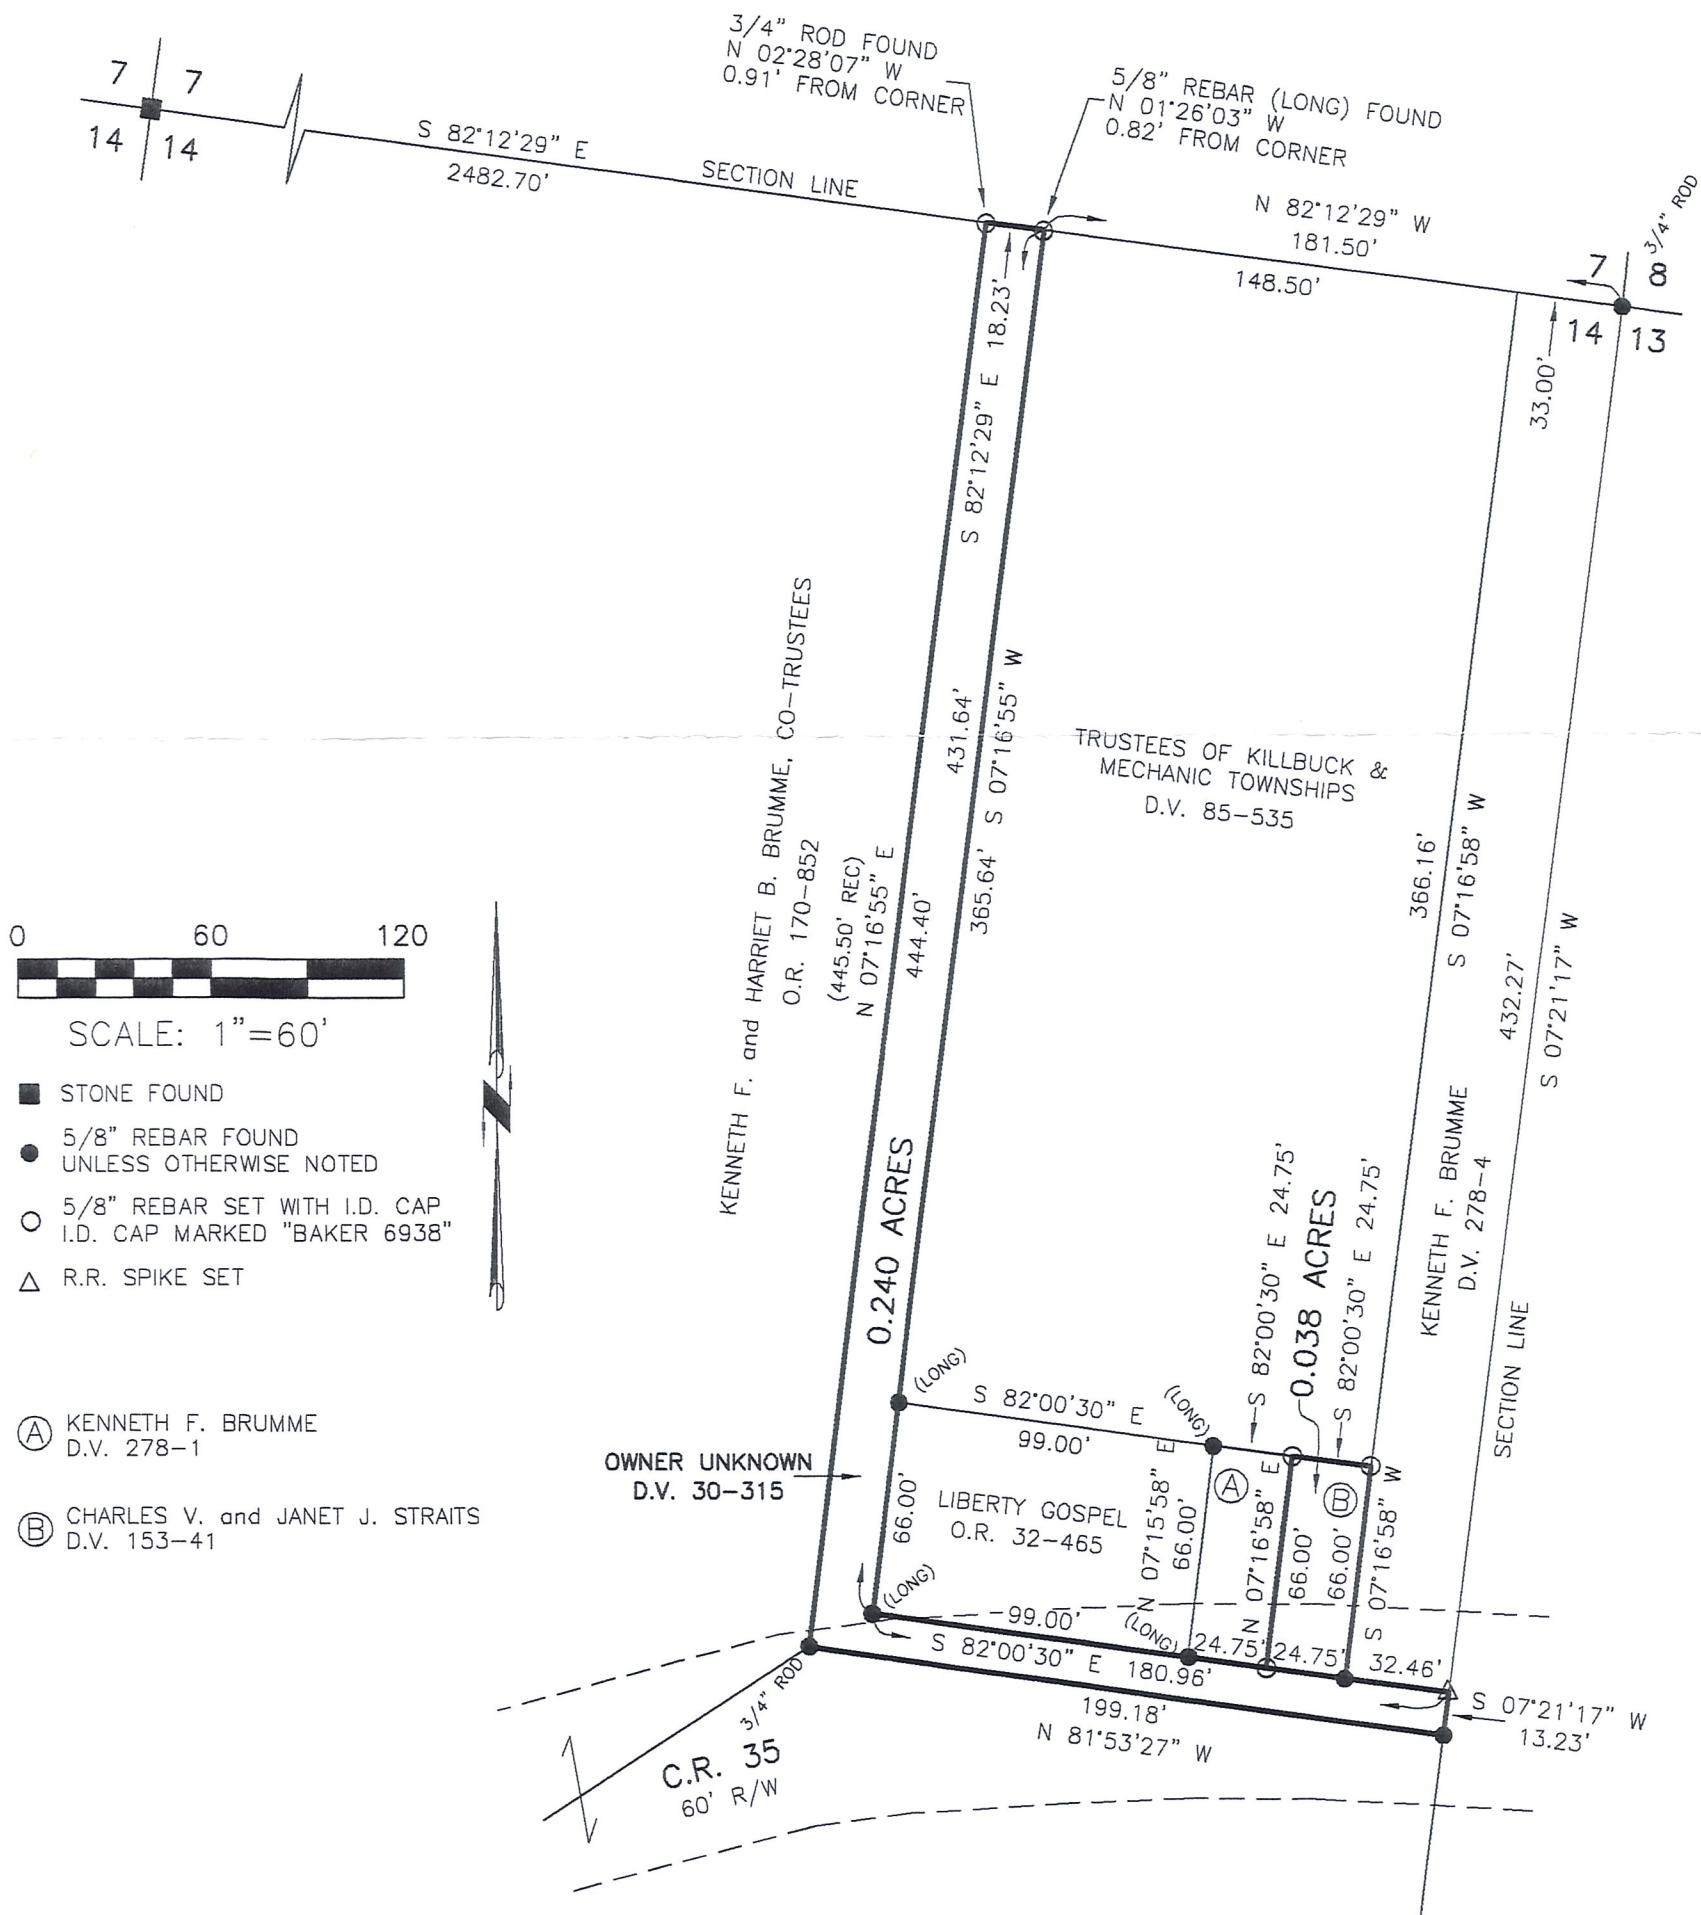 3/4" ROD FOUND
N 02°28'07" W
0.91' FROM CORNER
5/8" REBAR (LONG) FOUND
N 01°26'03" W
0.82' FROM CORNER
7 7
14 14
S 82°12'29" E
2482.70'
SECTION LINE
N 82°12'29" W
181.50'
148.50'
3/4" ROD
7 8
14 13
33.00'
S 82°12'29" E 18.23'
KENNETH F. and HARRIET B. BRUMME, CO-TRUSTEES
O.R. 170-852
(445.50' REC)
N 07°16'55" E
444.40'
431.64'
365.64' S 07°16'55" W
TRUSTEES OF KILLBUCK &
MECHANIC TOWNSHIPS
D.V. 85-535
366.16'
S 07°16'58" W
432.27'
S 07°21'17" W
KENNETH F. BRUMME
D.V. 278-4
SECTION LINE
0 60 120
SCALE: 1"=60'
STONE FOUND
5/8" REBAR FOUND
UNLESS OTHERWISE NOTED
5/8" REBAR SET WITH I.D. CAP
I.D. CAP MARKED "BAKER 6938"
R.R. SPIKE SET
A KENNETH F. BRUMME
D.V. 278-1
B CHARLES V. and JANET J. STRAITS
D.V. 153-41
0.240 ACRES
S 82°00'30" E 24.75'
0.038 ACRES
S 82°00'30" E 24.75'
(LONG)
S 82°00'30" E
99.00'
(LONG)
OWNER UNKNOWN
D.V. 30-315
66.00'
LIBERTY GOSPEL
O.R. 32-465
N 07°15'58" E
66.00'
A
N 07°16'58" E
66.00'
B
66.00'
S 07°16'58" W
(LONG)
99.00'
(LONG)
24.75'
24.75'
32.46'
S 82°00'30" E 180.96'
199.18'
N 81°53'27" W
S 07°21'17" W
13.23'
3/4" ROD
C.R. 35
60' R/W